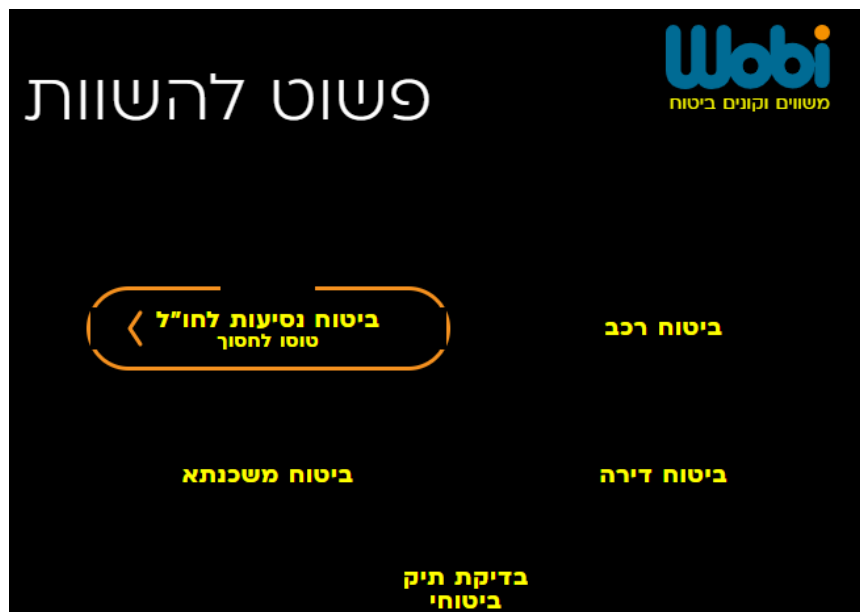 Wobi
משווים וקונים ביטוח
פשוט להשוות
ביטוח רכב
ביטוח נסיעות לחו"ל
טוסו לחסוך
ביטוח דירה
ביטוח משכנתא
בדיקת תיק
ביטוחי